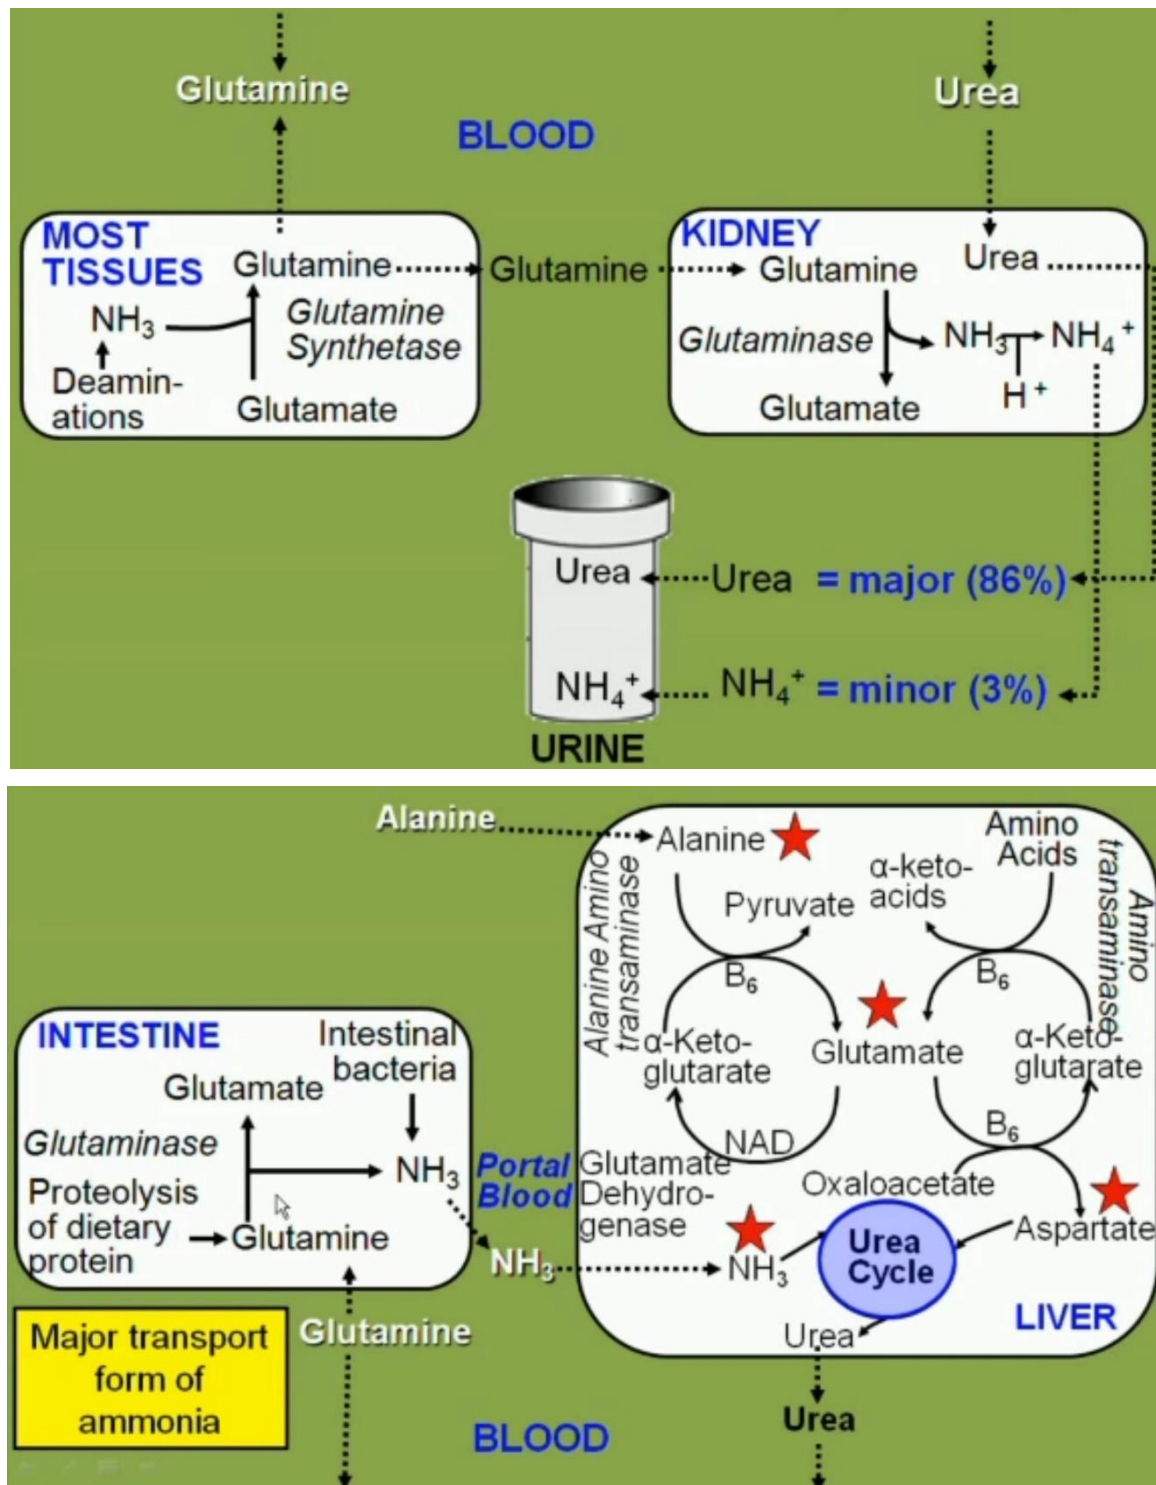 Glutamine
Urea
BLOOD
MOST
TISSUES
Glutamine
NH₃
Glutamine
Synthetase
Deamin-
ations
Glutamate
Glutamine
KIDNEY
Urea
Glutamine
Glutaminase
NH₃
NH₄⁺
H⁺
Glutamate
Urea
Urea = major (86%)
NH₄⁺
NH₄⁺ = minor (3%)
URINE
Alanine
Alanine
Amino
Acids
α-keto-
acids
Pyruvate
Alanine Amino
transaminase
Amino
transaminase
B₆
B₆
α-Keto-
glutarate
Glutamate
α-Keto-
glutarate
NAD
B₆
Glutamate
Dehydro-
genase
Oxaloacetate
Aspartate
NH₃
Urea
Cycle
LIVER
Urea
INTESTINE
Intestinal
bacteria
Glutamate
Glutaminase
NH₃
Proteolysis
of dietary
protein
Glutamine
Portal
Blood
NH₃
Major transport
form of
ammonia
Glutamine
BLOOD
Urea